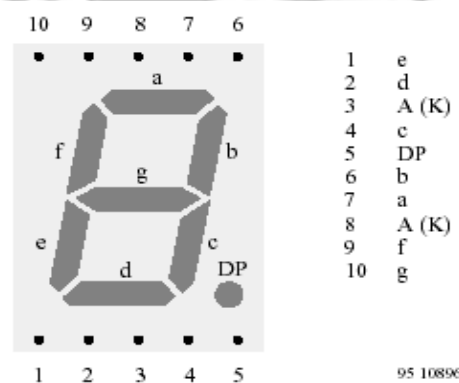 10 9 8 7 6
a
f b
g
e c
d DP
1 2 3 4 5
1 e
2 d
3 A (K)
4 c
5 DP
6 b
7 a
8 A (K)
9 f
10 g
95 10896